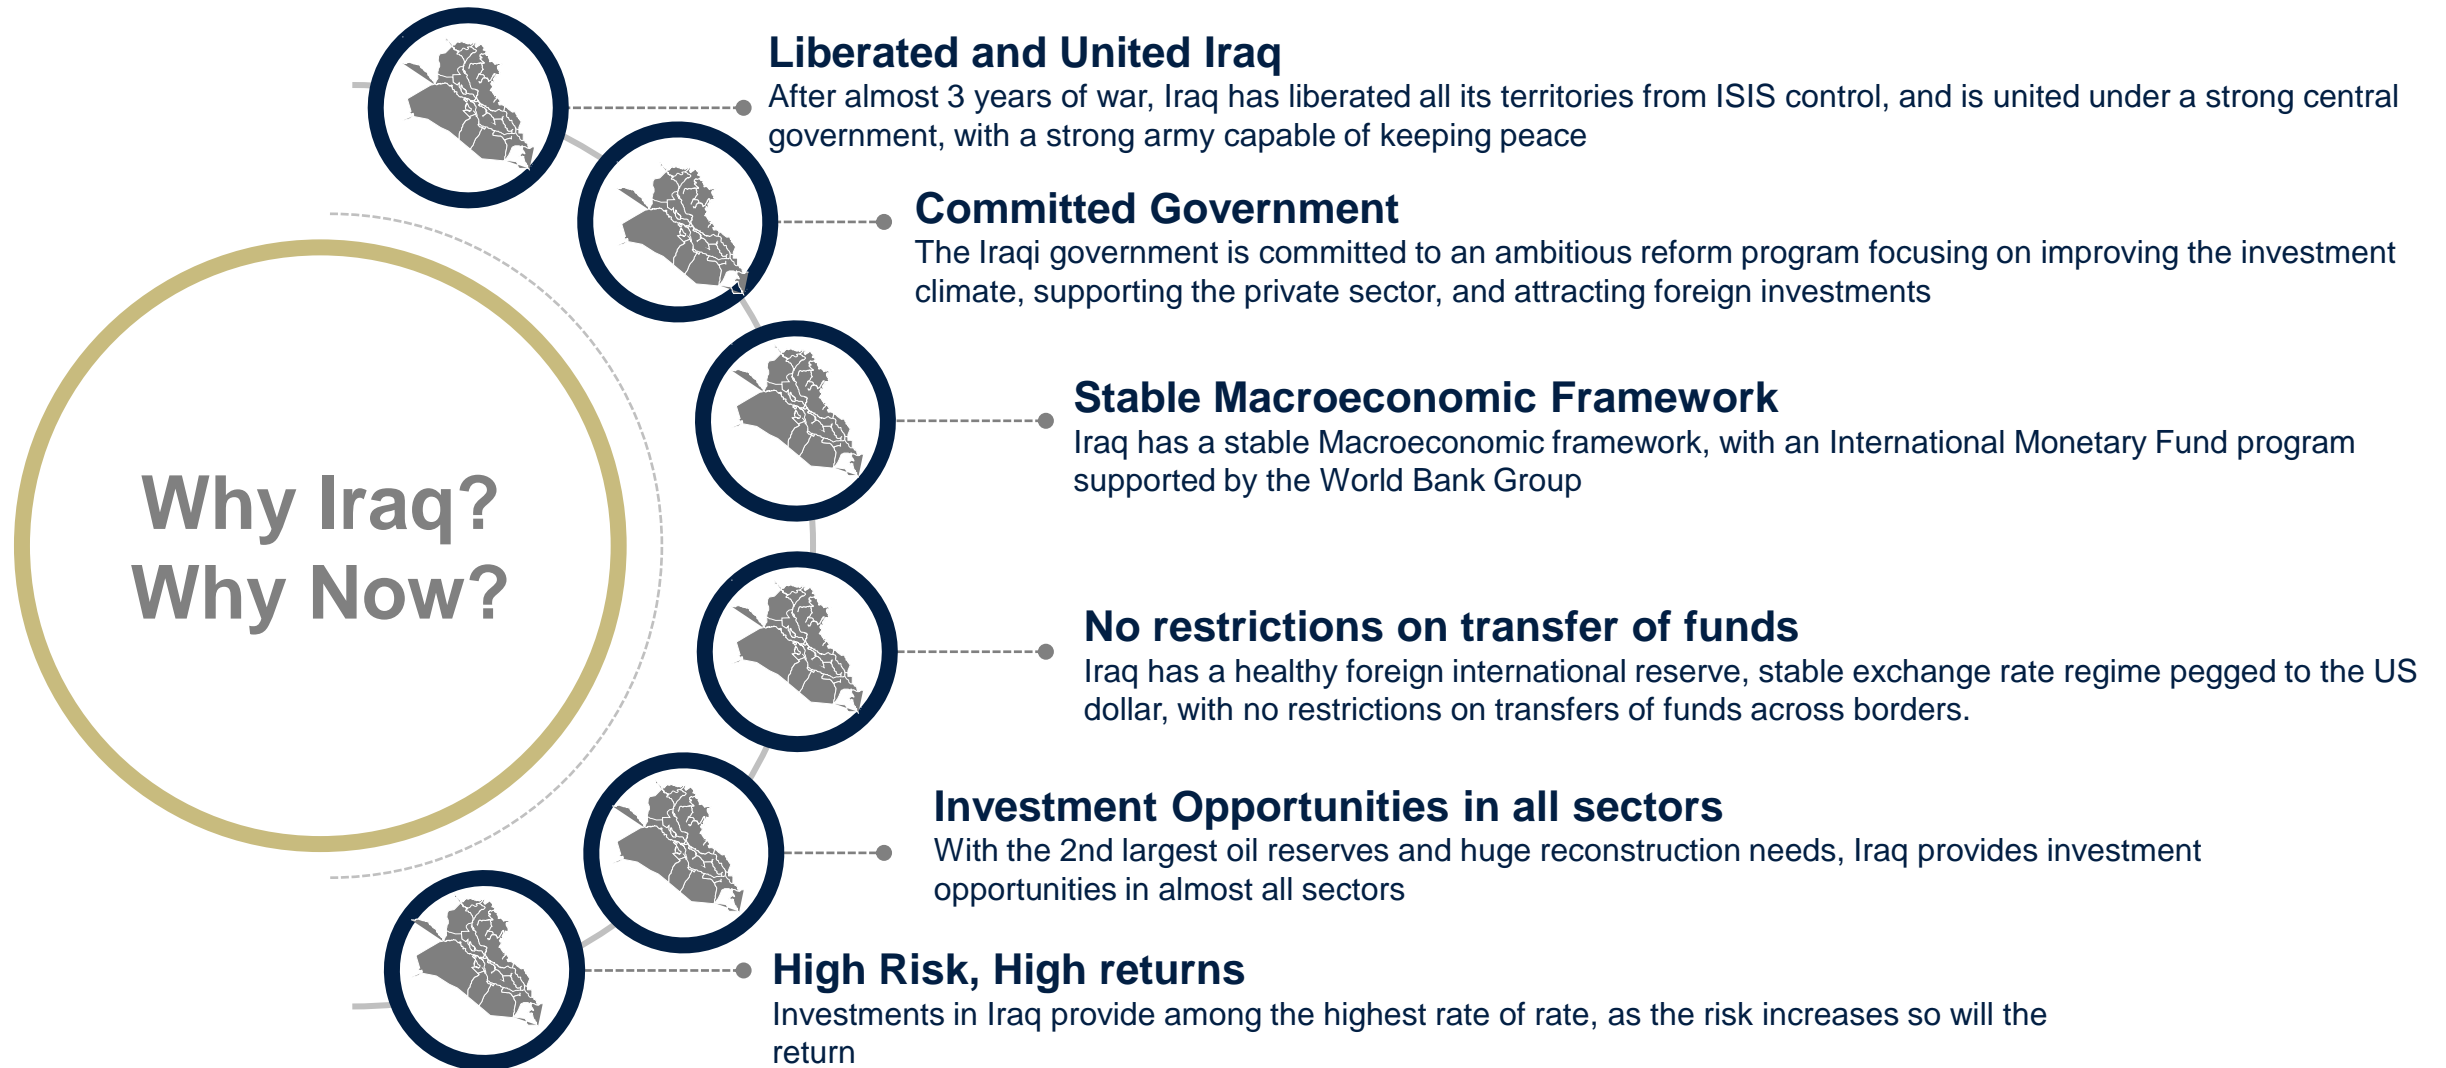 Why Iraq?
Why Now?
Liberated and United Iraq
After almost 3 years of war, Iraq has liberated all its territories from ISIS control, and is united under a strong central
government, with a strong army capable of keeping peace
Committed Government
The Iraqi government is committed to an ambitious reform program focusing on improving the investment
climate, supporting the private sector, and attracting foreign investments
Stable Macroeconomic Framework
Iraq has a stable Macroeconomic framework, with an International Monetary Fund program
supported by the World Bank Group
No restrictions on transfer of funds
Iraq has a healthy foreign international reserve, stable exchange rate regime pegged to the US
dollar, with no restrictions on transfers of funds across borders.
Investment Opportunities in all sectors
With the 2nd largest oil reserves and huge reconstruction needs, Iraq provides investment
opportunities in almost all sectors
High Risk, High returns
Investments in Iraq provide among the highest rate of rate, as the risk increases so will the
return